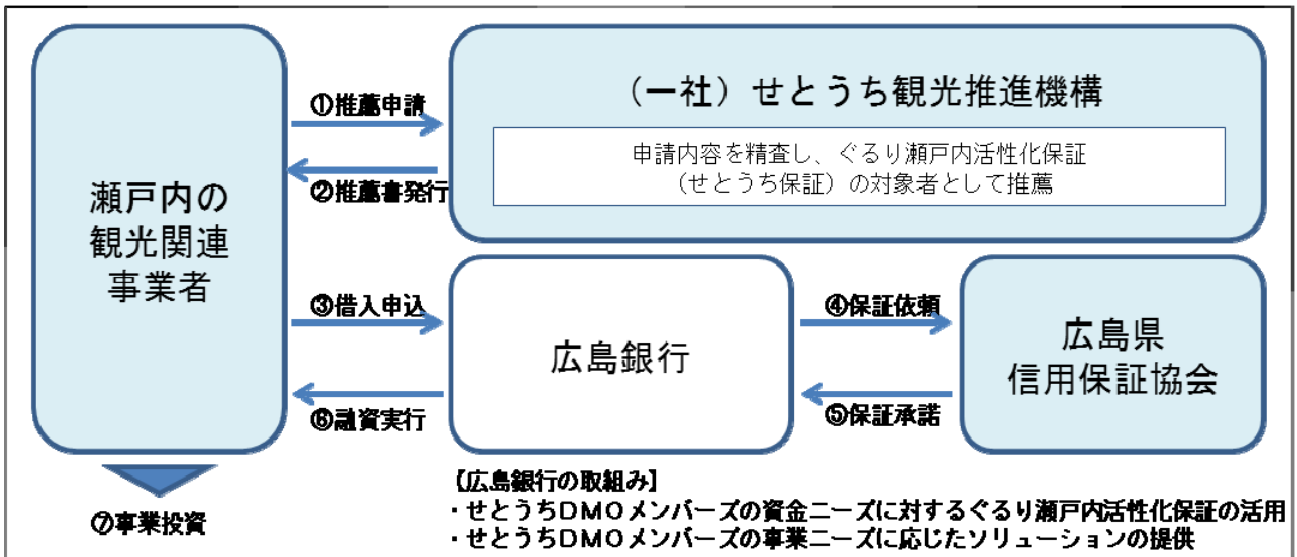 （一社）せとうち観光推進機構
申請内容を精査し、ぐるり瀬戸内活性化保証
（せとうち保証）の対象者として推薦
①推薦申請
②推薦書発行
瀬戸内の
観光関連
事業者
③借入申込
⑥融資実行
広島銀行
④保証依頼
⑤保証承諾
広島県
信用保証協会
⑦事業投資
【広島銀行の取組み】
・せとうちＤＭＯメンバーズの資金ニーズに対するぐるり瀬戸内活性化保証の活用
・せとうちＤＭＯメンバーズの事業ニーズに応じたソリューションの提供